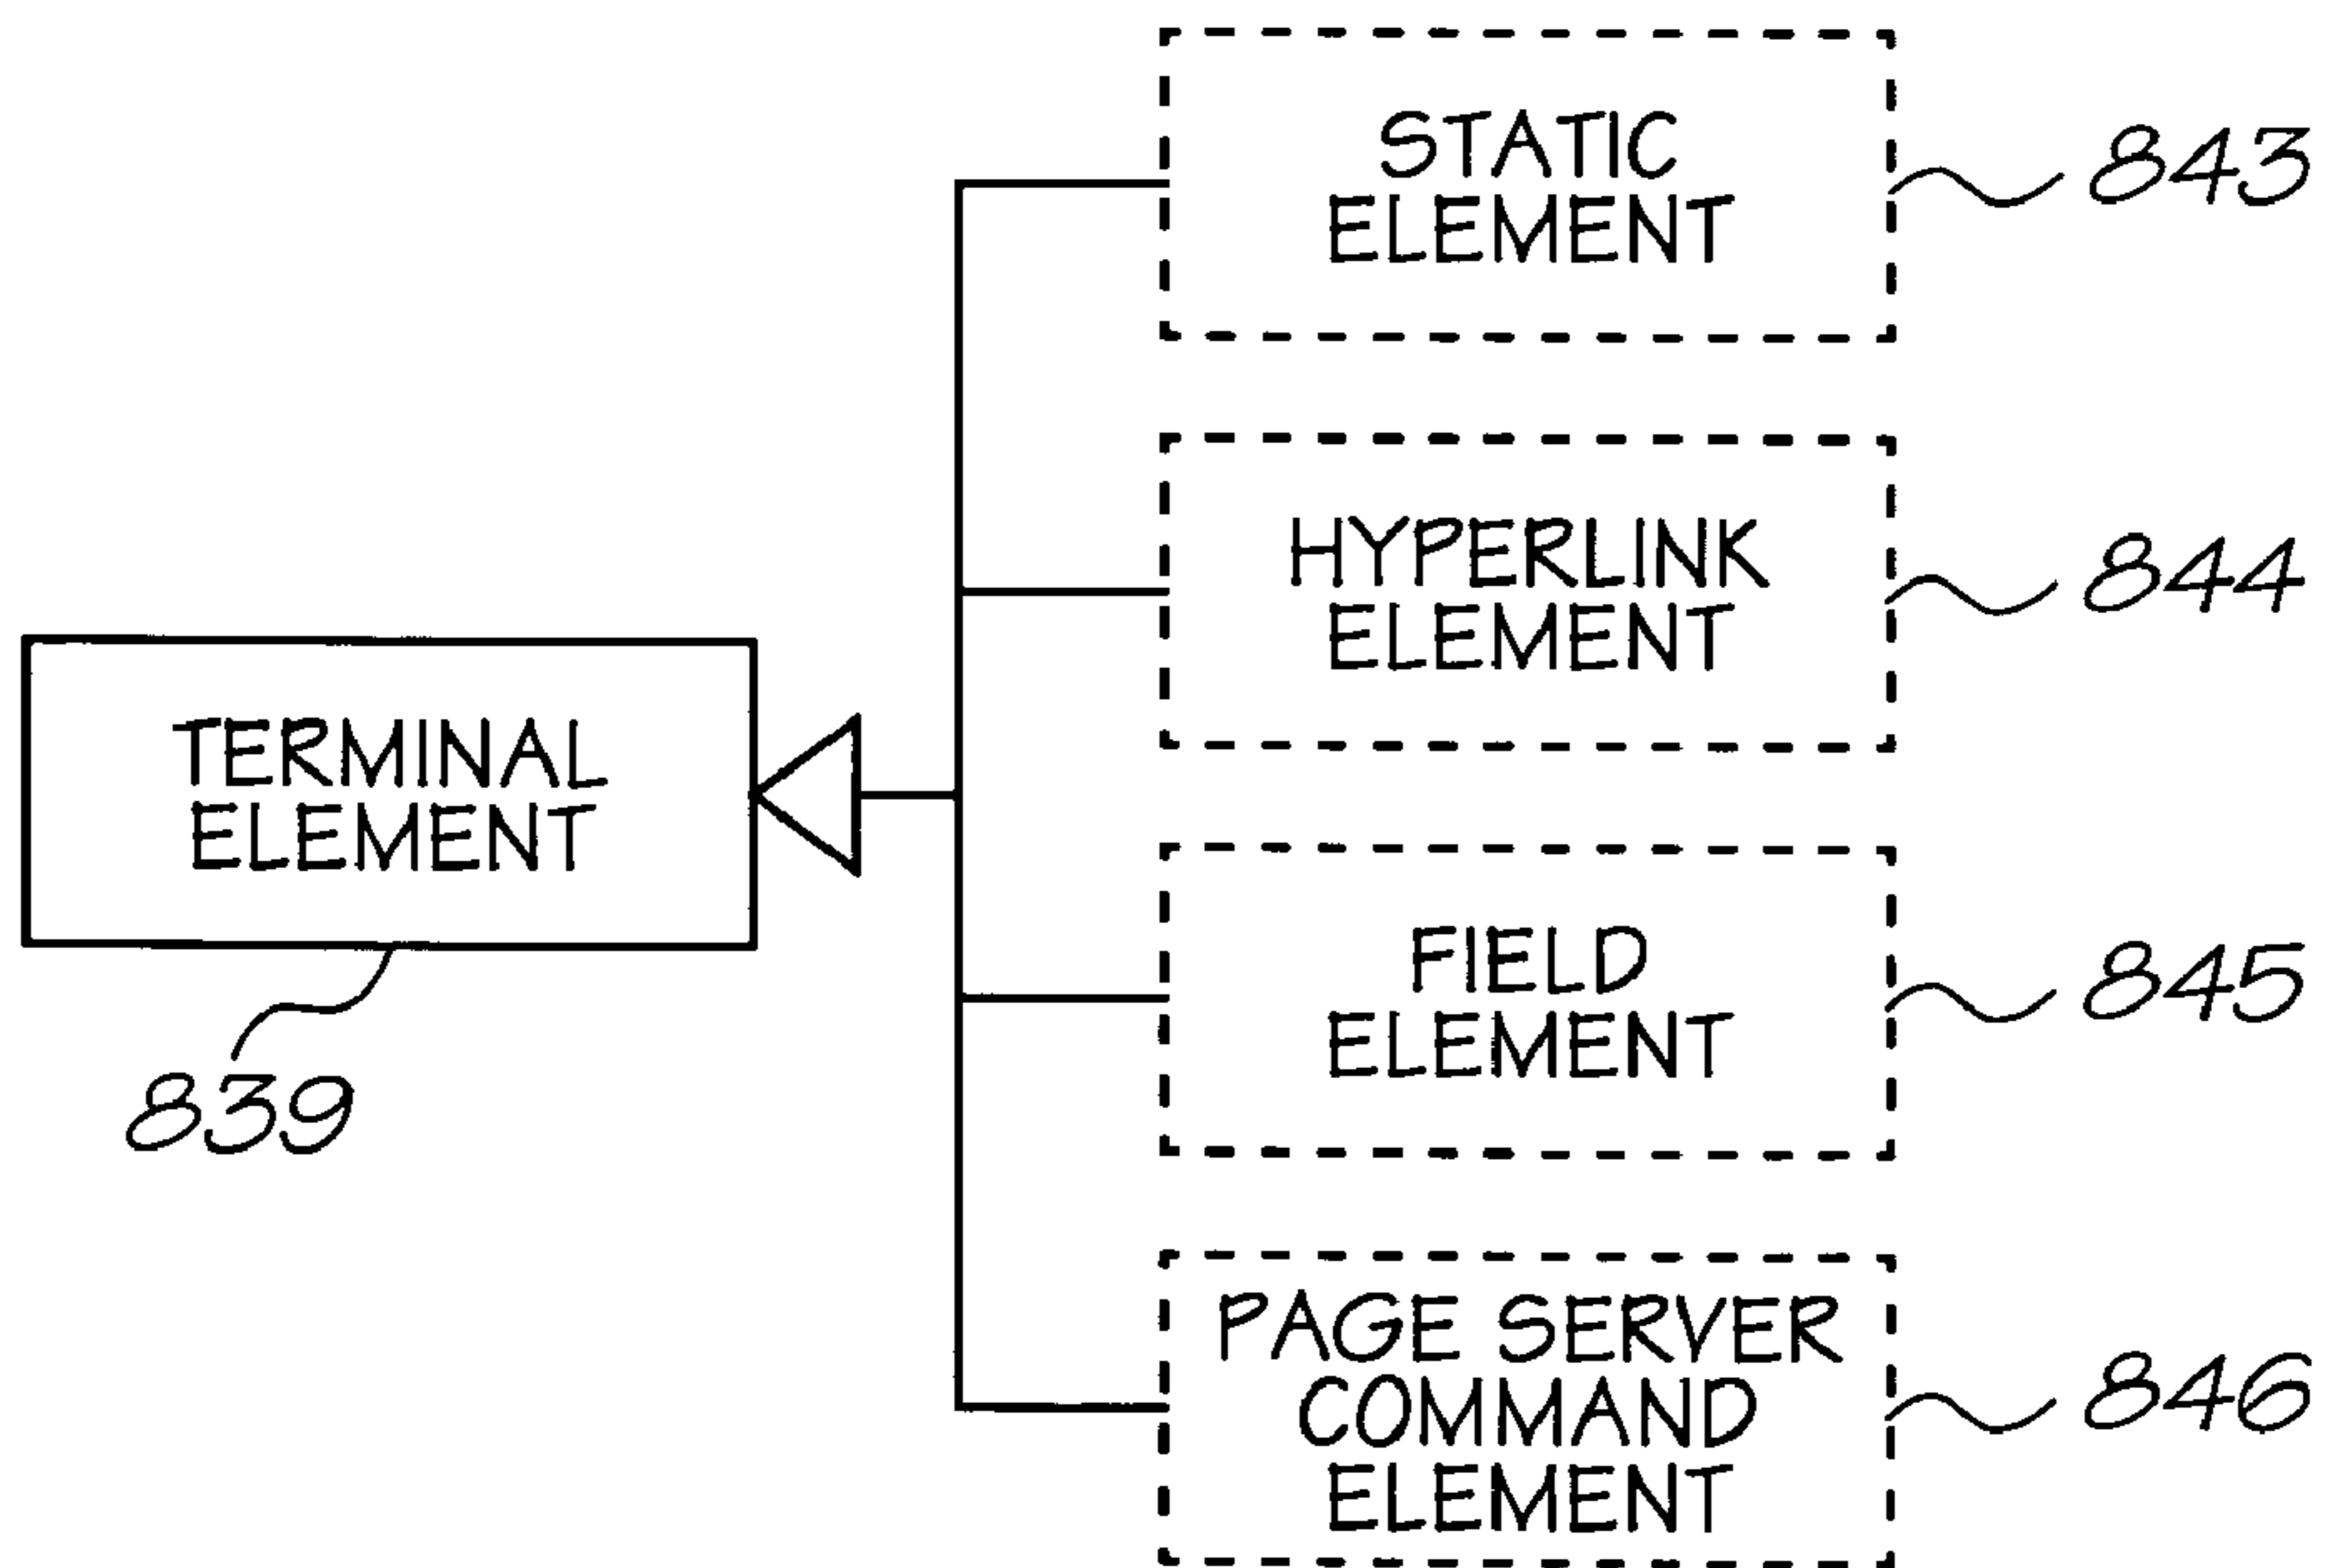 STATIC
ELEMENT
843
HYPERLINK
ELEMENT
844
TERMINAL
ELEMENT
839
FIELD
ELEMENT
845
PAGE SERVER
COMMAND
ELEMENT
846